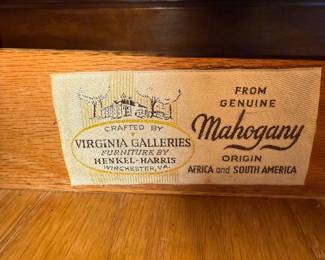 CRAFTED BY
VIRGINIA GALLERIES
FURNITURE BY
HENKEL-HARRIS
WINCHESTER, VA.
FROM
GENUINE
Mahogany
ORIGIN
AFRICA and SOUTH AMERICA